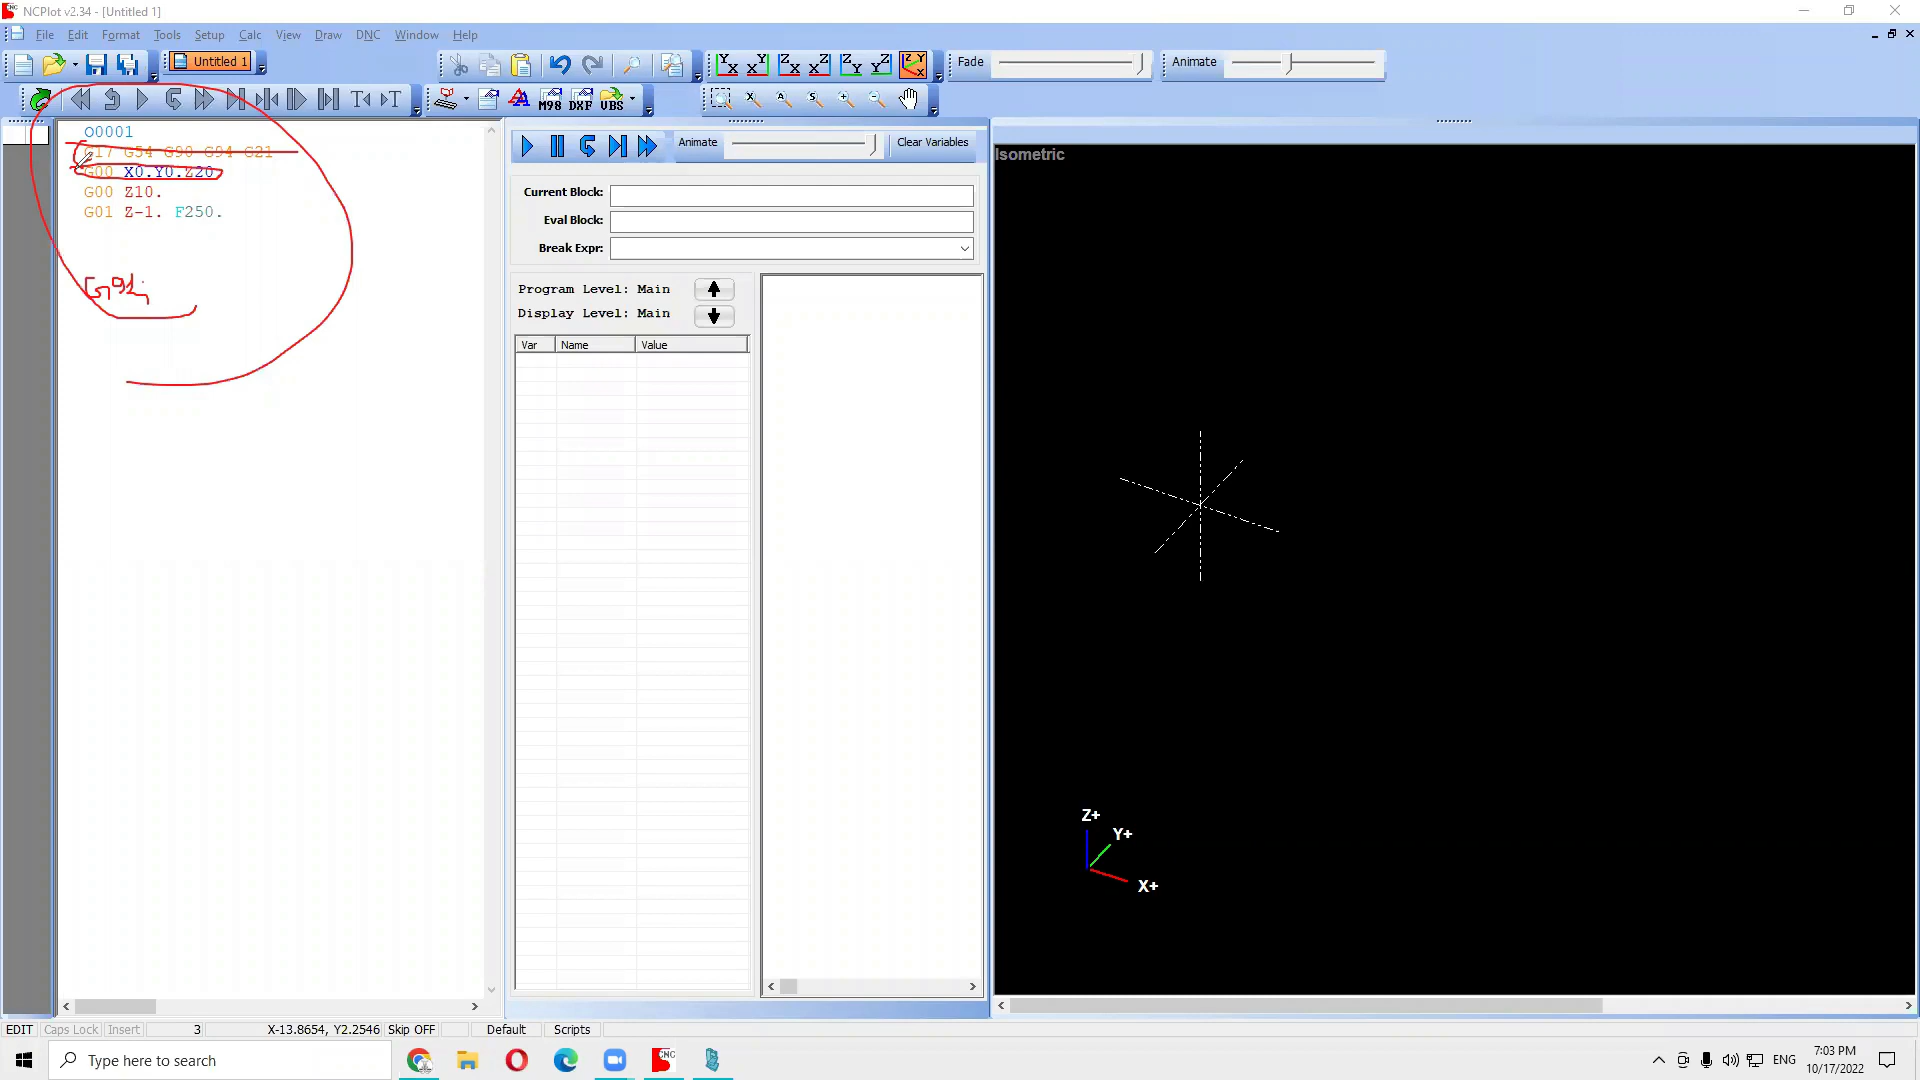 NCPlot v2.34 - [Untitled 1]
File Edit Format Tools Setup Calc View Draw DNC Window Help
Untitled 1
Fade
Animate
M98 DXF VBS
O0001
G17 G54 G90 G94 G21
G00 X0.Y0.Z20
G00 Z10.
G01 Z-1. F250.
G91;
Animate
Clear Variables
Current Block:
Eval Block:
Break Expr:
Program Level: Main
Display Level: Main
Var Name Value
Isometric
Z+
Y+
X+
EDIT Caps Lock Insert 3 X-13.8654, Y2.2546 Skip OFF Default Scripts
Type here to search
ENG
7:03 PM
10/17/2022